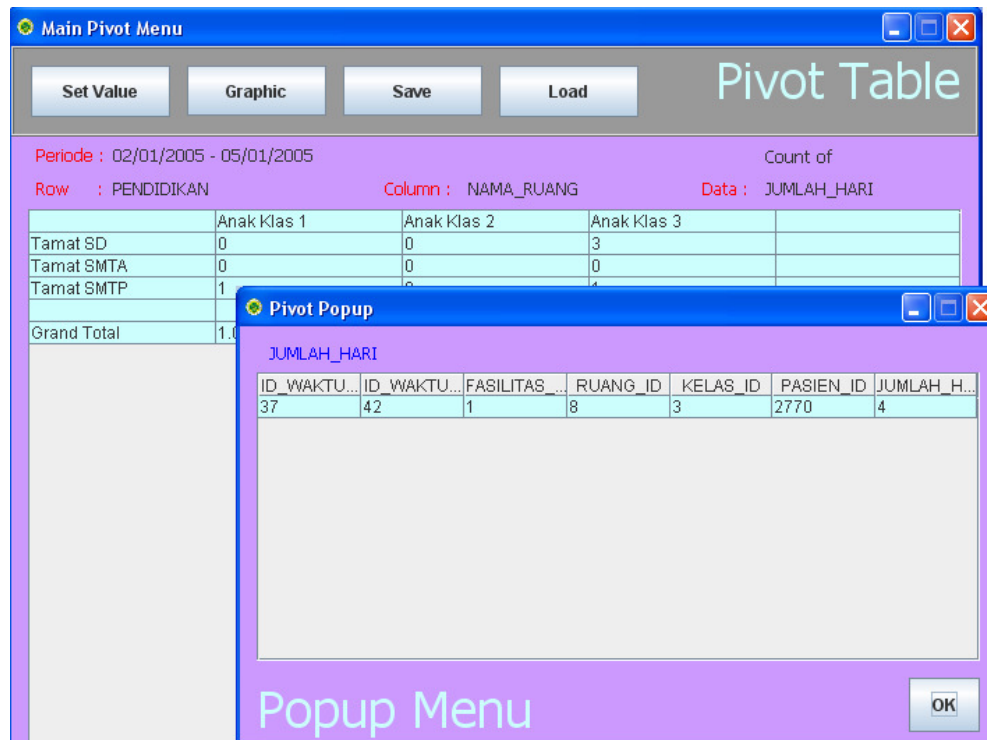 Main Pivot Menu
Set Value Graphic Save Load Pivot Table
Periode : 02/01/2005 - 05/01/2005 Count of
Row : PENDIDIKAN Column : NAMA_RUANG Data : JUMLAH_HARI
Anak Klas 1 Anak Klas 2 Anak Klas 3
Tamat SD 0 0 3
Tamat SMTA 0 0 0
Tamat SMTP 1
Grand Total
Pivot Popup
JUMLAH_HARI
ID_WAKTU... ID_WAKTU... FASILITAS_... RUANG_ID KELAS_ID PASIEN_ID JUMLAH_H...
37 42 1 8 3 2770 4
Popup Menu
OK